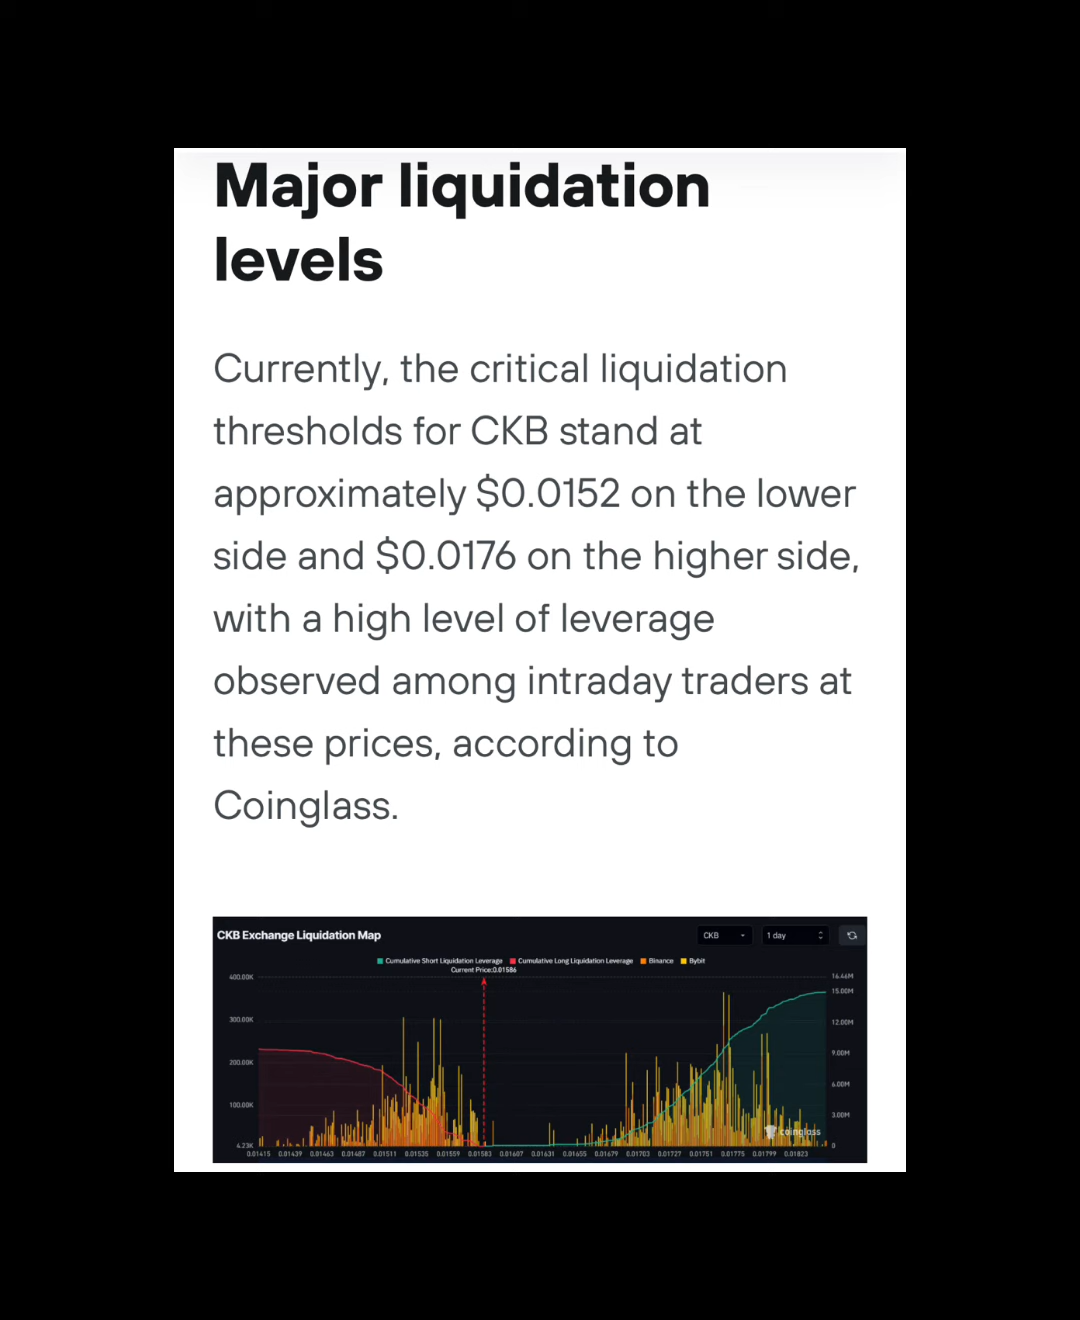 Major liquidation
levels
Currently, the critical liquidation
thresholds for CKB stand at
approximately $0.0152 on the lower
side and $0.0176 on the higher side,
with a high level of leverage
observed among intraday traders at
these prices, according to
Coinglass.
CKB Exchange Liquidation Map
CKB
1 day
Cumulative Short Liquidation Leverage Cumulative Long Liquidation Leverage Binance Bybit
Current Price:0.01586
400.00K
300.00K
200.00K
100.00K
4.23K
16.46M
15.00M
12.00M
9.00M
6.00M
3.00M
0
coinglass
0.01415 0.01439 0.01463 0.01487 0.01511 0.01535 0.01559 0.01583 0.01607 0.01631 0.01655 0.01679 0.01703 0.01727 0.01751 0.01775 0.01799 0.01823